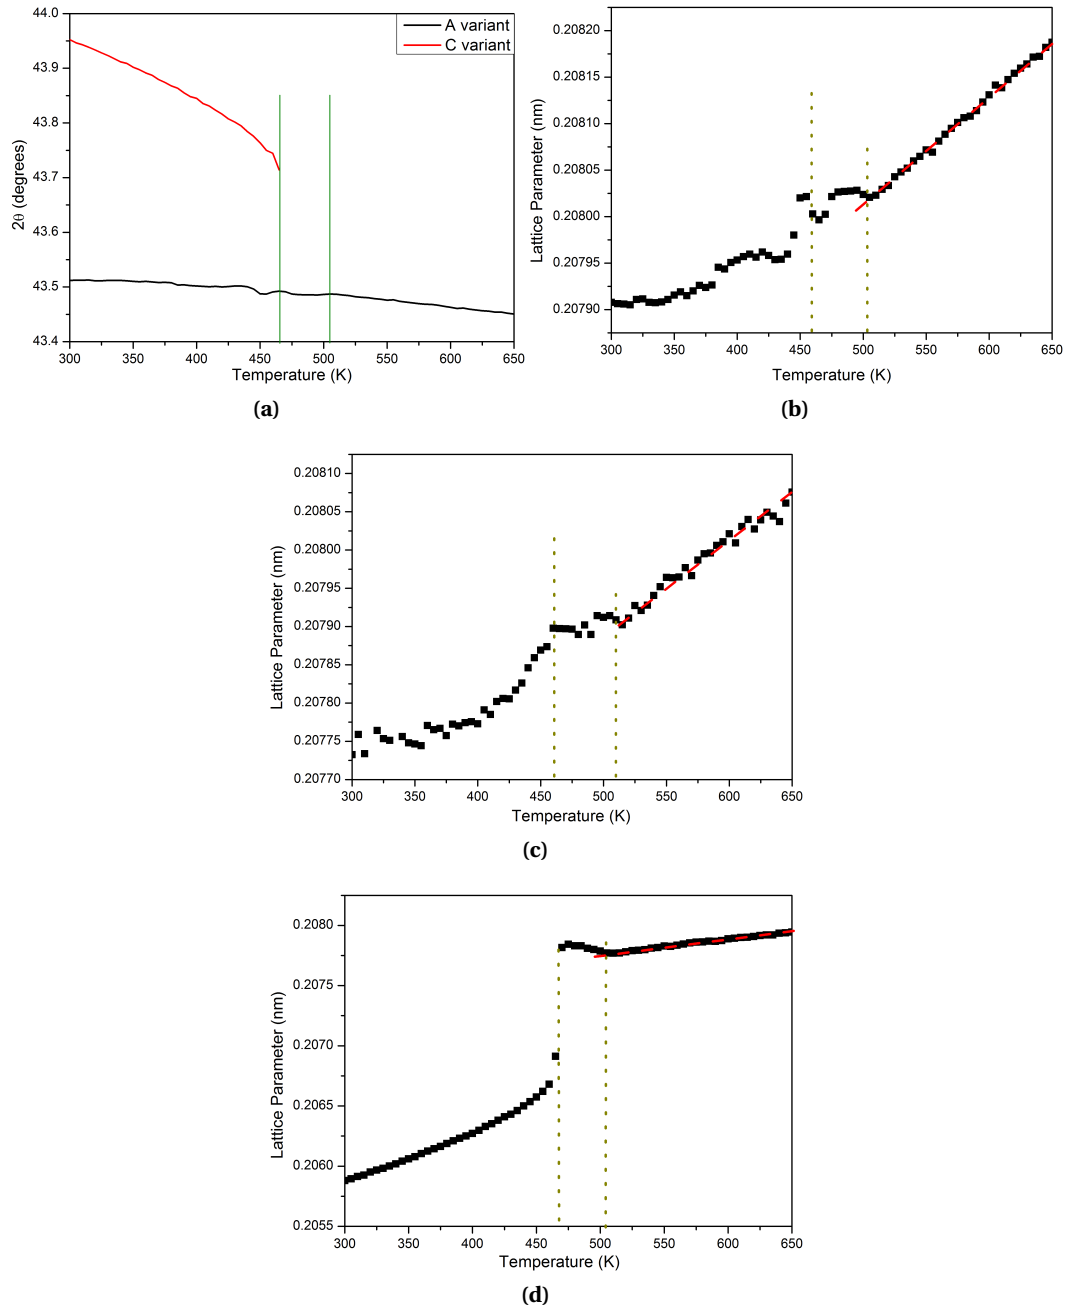 44.0
43.9
43.8
43.7
43.6
43.5
43.4
2θ (degrees)
A variant
C variant
300 350 400 450 500 550 600 650
Temperature (K)
(a)
0.20820
0.20815
0.20810
0.20805
0.20800
0.20795
0.20790
Lattice Parameter (nm)
300 350 400 450 500 550 600 650
Temperature (K)
(b)
0.20810
0.20805
0.20800
0.20795
0.20790
0.20785
0.20780
0.20775
0.20770
Lattice Parameter (nm)
300 350 400 450 500 550 600 650
Temperature (K)
(c)
0.2080
0.2075
0.2070
0.2065
0.2060
0.2055
Lattice Parameter (nm)
300 350 400 450 500 550 600 650
Temperature (K)
(d)